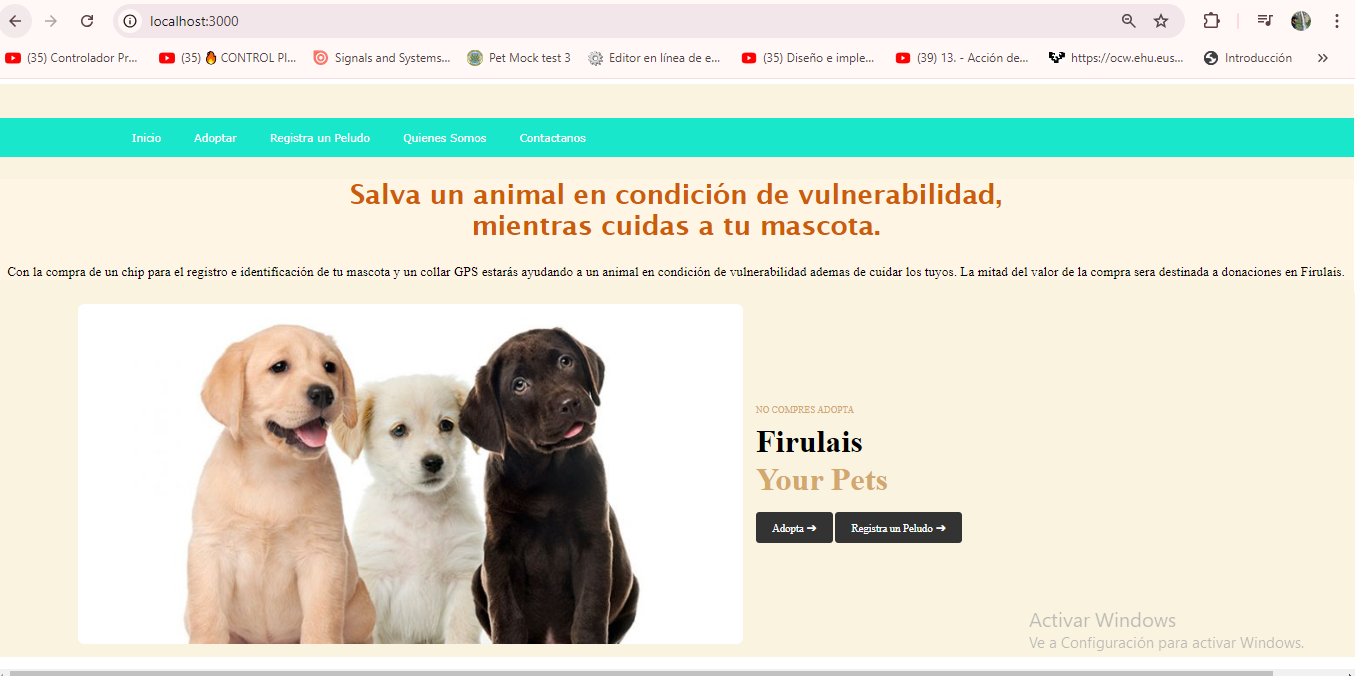 localhost:3000
(35) Controlador Pr...
(35) 🔥 CONTROL PI...
Signals and Systems...
Pet Mock test 3
Editor en línea de e...
(35) Diseño e imple...
(39) 13. - Acción de...
https://ocw.ehu.eus...
Introducción
»
Inicio
Adoptar
Registra un Peludo
Quienes Somos
Contactanos
Salva un animal en condición de vulnerabilidad,
mientras cuidas a tu mascota.
Con la compra de un chip para el registro e identificación de tu mascota y un collar GPS estarás ayudando a un animal en condición de vulnerabilidad ademas de cuidar los tuyos. La mitad del valor de la compra sera destinada a donaciones en Firulais.
NO COMPRES ADOPTA
Firulais
Your Pets
Adopta ➔
Registra un Peludo ➔
Activar Windows
Ve a Configuración para activar Windows.